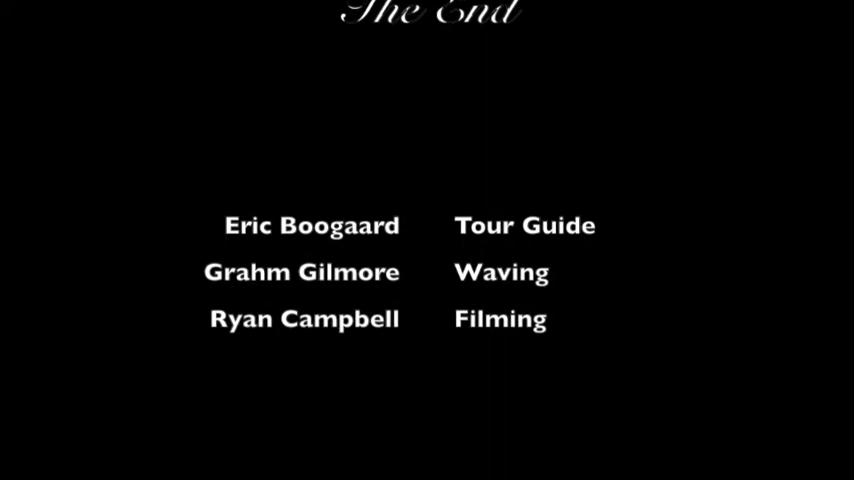 The End
Eric Boogaard Tour Guide
Grahm Gilmore Waving
Ryan Campbell Filming